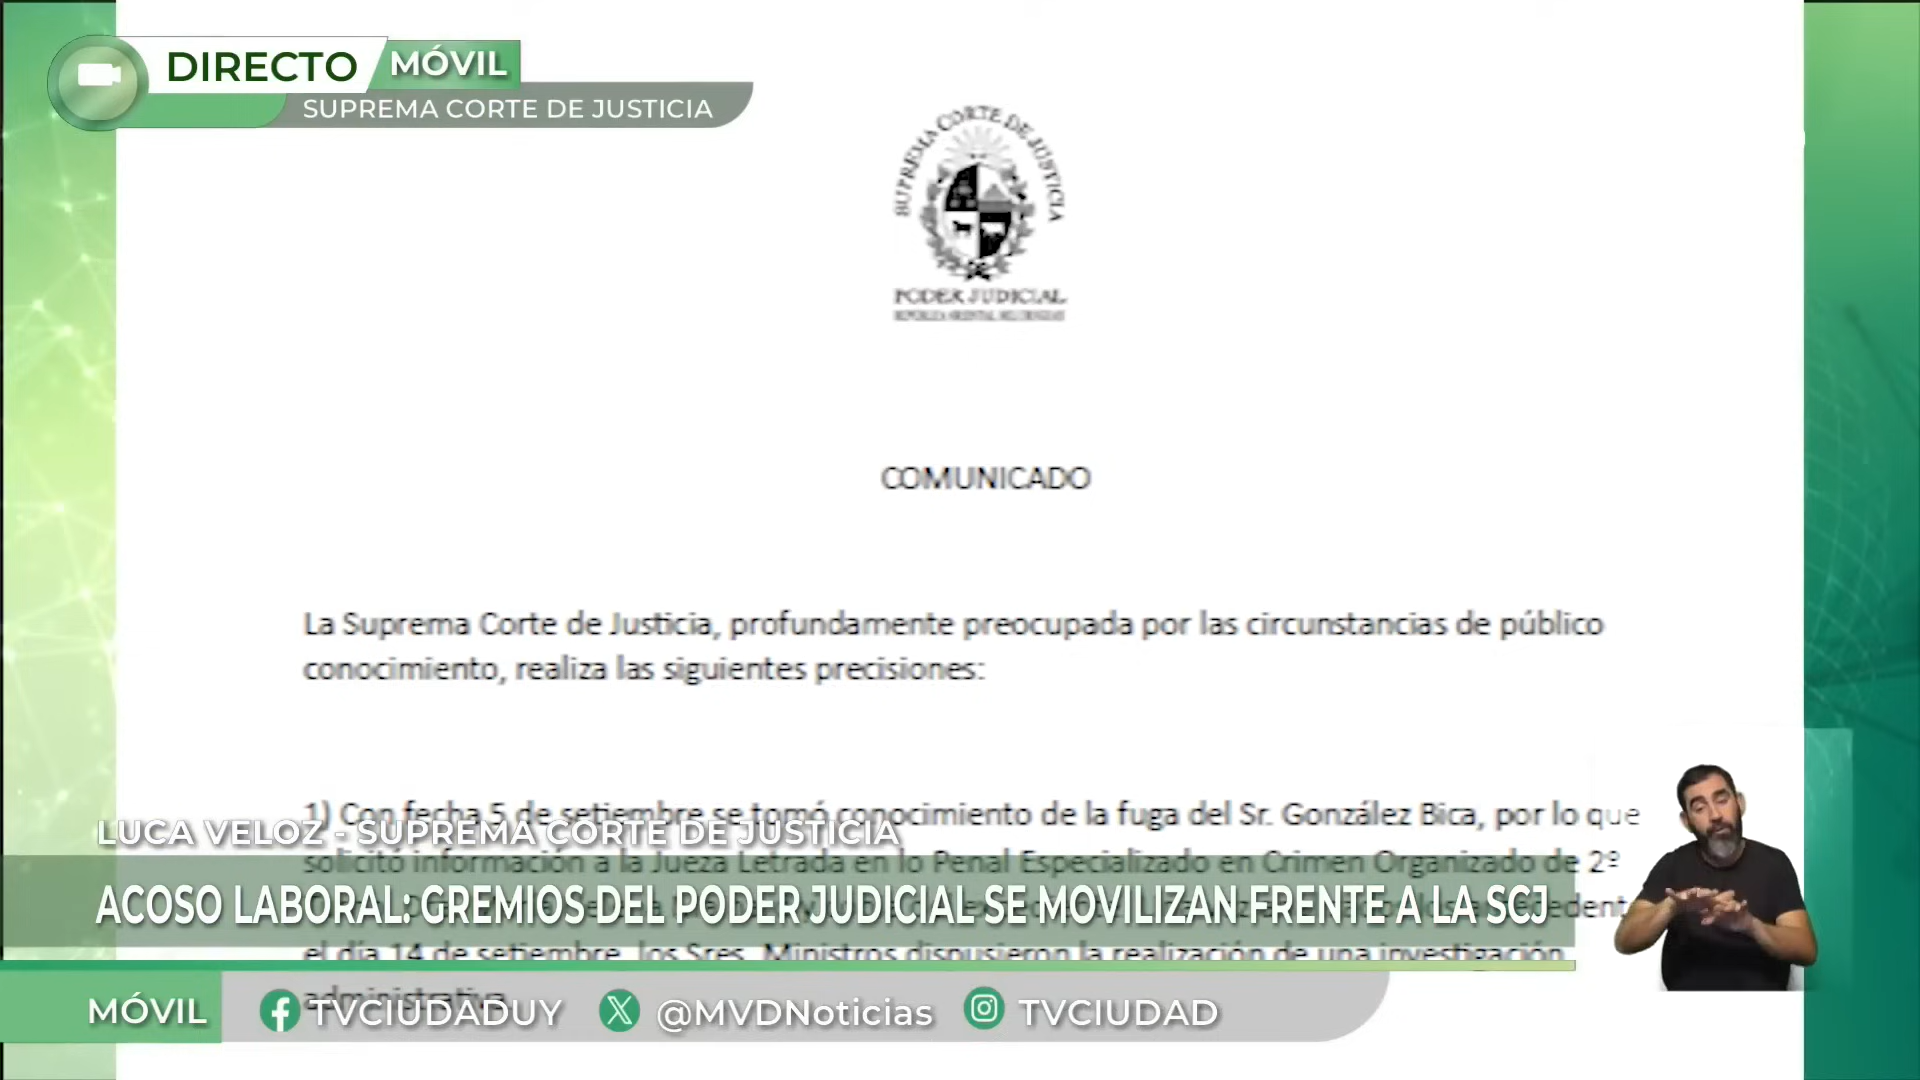 DIRECTO MÓVIL
SUPREMA CORTE DE JUSTICIA
SUPREMA CORTE DE JUSTICIA
PODER JUDICIAL
COMUNICADO
La Suprema Corte de Justicia, profundamente preocupada por las circunstancias de público
conocimiento, realiza las siguientes precisiones:
1) Con fecha 5 de setiembre se tomó conocimiento de la fuga del Sr. González Bica, por lo que
LUCA VELOZ - SUPREMA CORTE DE JUSTICIA
solicitó información a la Jueza Letrada en lo Penal Especializado en Crimen Organizado de 2º
ACOSO LABORAL: GREMIOS DEL PODER JUDICIAL SE MOVILIZAN FRENTE A LA SCJ
el día 14 de setiembre, los Sres. Ministros dispusieron la realización de una investigación
administrativa
MÓVIL TVCIUDADUY @MVDNoticias TVCIUDAD